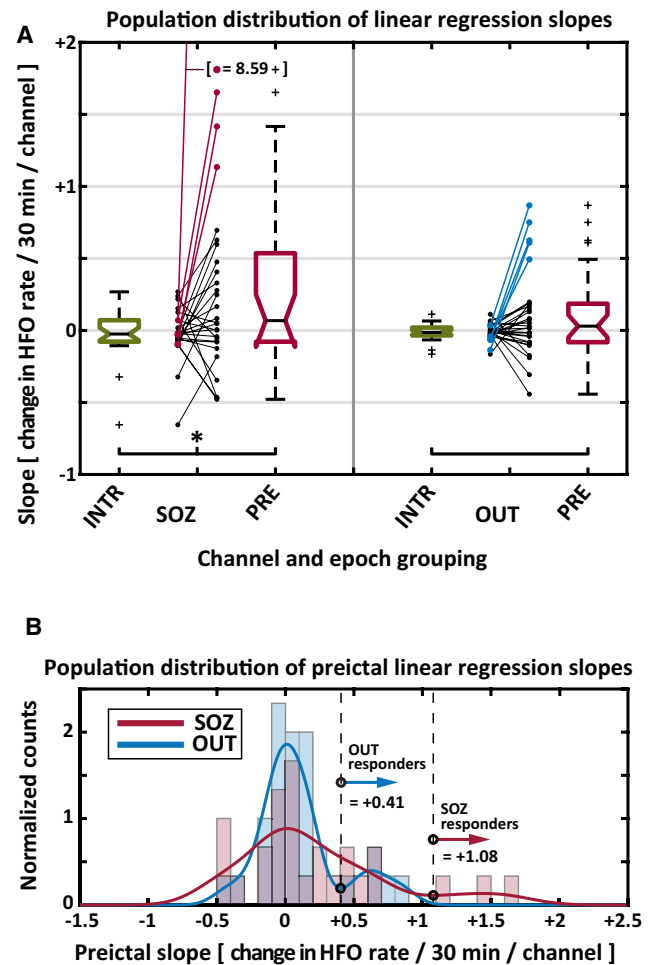 A
Population distribution of linear regression slopes
Slope [ change in HFO rate / 30 min / channel ]
+2
+1
0
-1
[ = 8.59 + ]
*
INTR
SOZ
PRE
INTR
OUT
PRE
Channel and epoch grouping
B
Population distribution of preictal linear regression slopes
Normalized counts
2
1
0
SOZ
OUT
OUT
responders
= +0.41
SOZ
responders
= +1.08
-1.5 -1 -0.5 0 +0.5 +1 +1.5 +2 +2.5
Preictal slope [ change in HFO rate / 30 min / channel ]